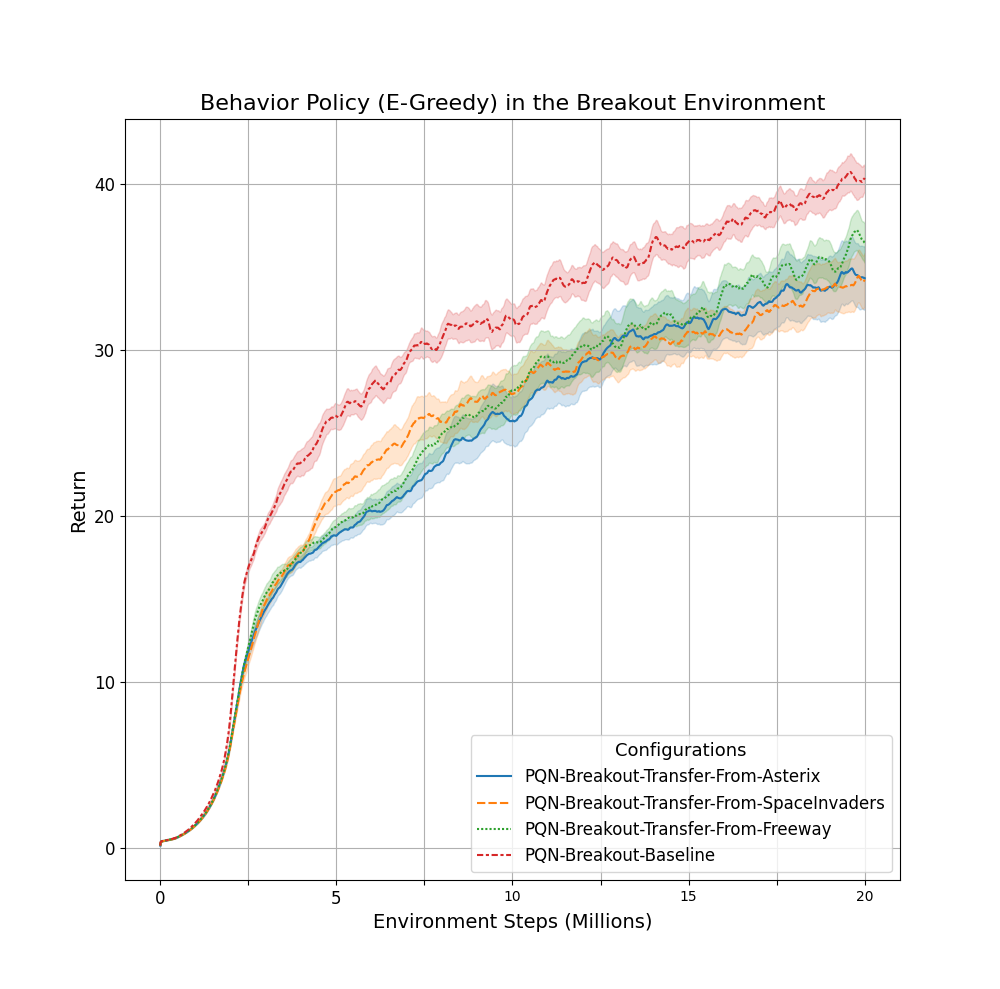 Behavior Policy (E-Greedy) in the Breakout Environment
Return
40
30
20
10
0
Configurations
PQN-Breakout-Transfer-From-Asterix
PQN-Breakout-Transfer-From-SpaceInvaders
PQN-Breakout-Transfer-From-Freeway
PQN-Breakout-Baseline
0 5 10 15 20
Environment Steps (Millions)